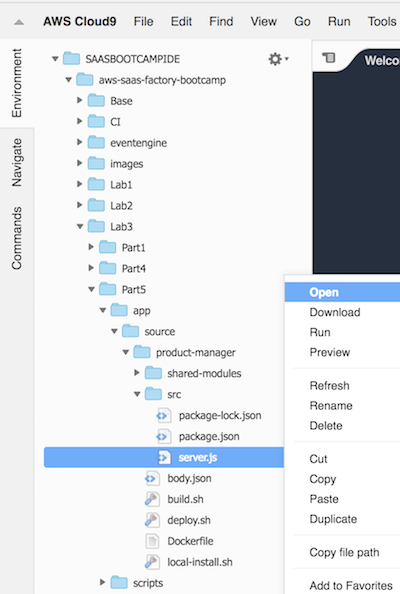 AWS Cloud9 File Edit Find View Go Run Tools
Environment
Navigate
Commands
SAASBOOTCAMPIDE
aws-saas-factory-bootcamp
Base
CI
eventengine
images
Lab1
Lab2
Lab3
Part1
Part4
Part5
app
source
product-manager
shared-modules
src
package-lock.json
package.json
server.js
body.json
build.sh
deploy.sh
Dockerfile
local-install.sh
scripts
Welco
Open
Download
Run
Preview
Refresh
Rename
Delete
Cut
Copy
Paste
Duplicate
Copy file path
Add to Favorites